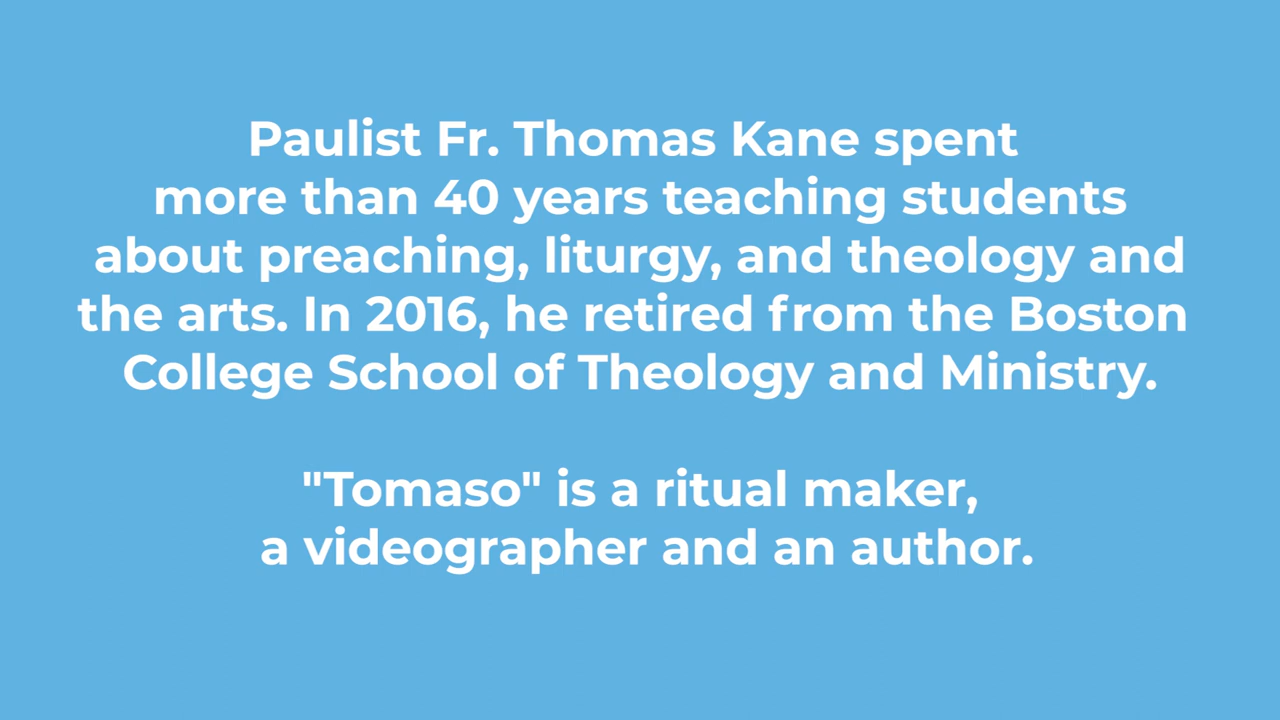 Paulist Fr. Thomas Kane spent
more than 40 years teaching students
about preaching, liturgy, and theology and
the arts. In 2016, he retired from the Boston
College School of Theology and Ministry.
"Tomaso" is a ritual maker,
a videographer and an author.